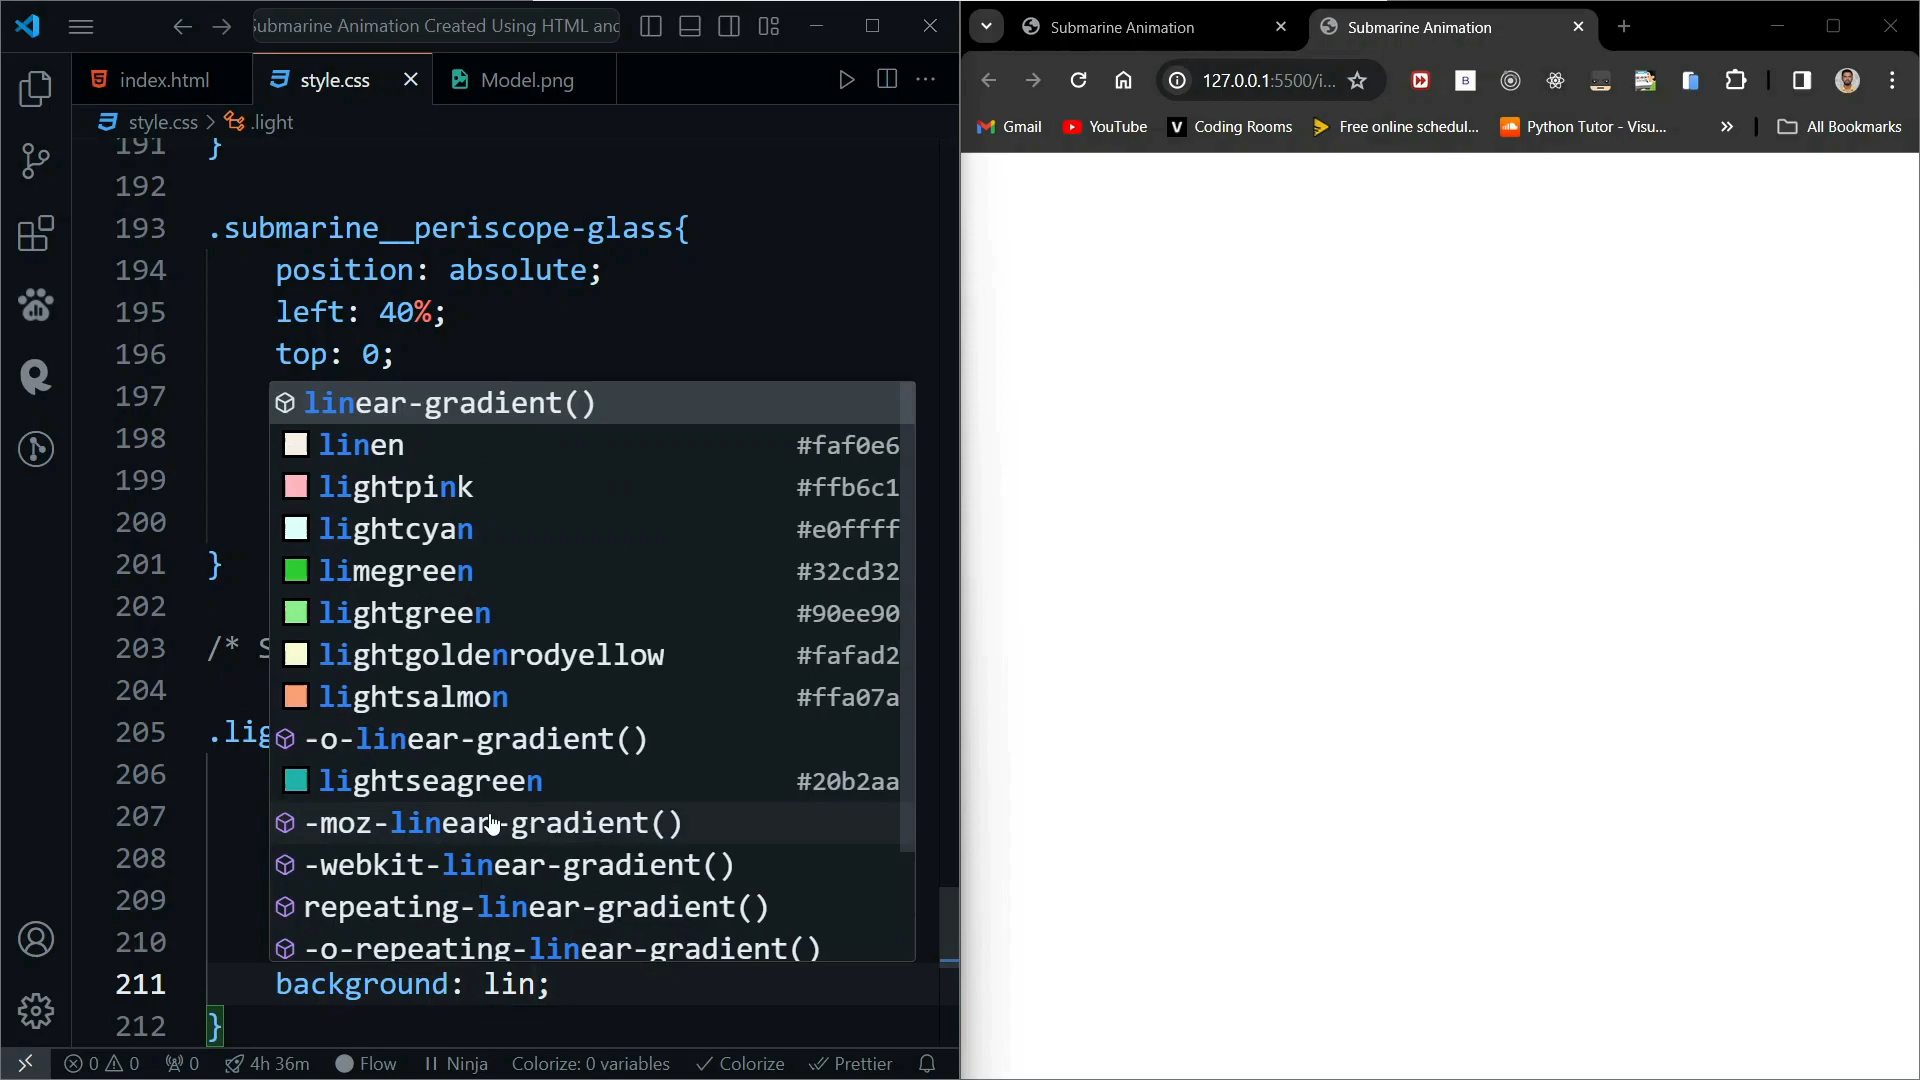 Submarine Animation Created Using HTML and
Submarine Animation
Submarine Animation
index.html
style.css
Model.png
127.0.0.1:5500/i...
style.css > .light
Gmail
YouTube
Coding Rooms
Free online schedul...
Python Tutor - Visu...
All Bookmarks
191 }
192
193 .submarine__periscope-glass{
194 position: absolute;
195 left: 40%;
196 top: 0;
197
198
199
200
201 }
202
203 /* S
204
205 .lig
206
207
208
209
210
211 background: lin;
212 }
linear-gradient()
linen #faf0e6
lightpink #ffb6c1
lightcyan #e0ffff
limegreen #32cd32
lightgreen #90ee90
lightgoldenrodyellow #fafad2
lightsalmon #ffa07a
-o-linear-gradient()
lightseagreen #20b2aa
-moz-linear-gradient()
-webkit-linear-gradient()
repeating-linear-gradient()
-o-repeating-linear-gradient()
0 0 0 4h 36m Flow Ninja Colorize: 0 variables Colorize Prettier